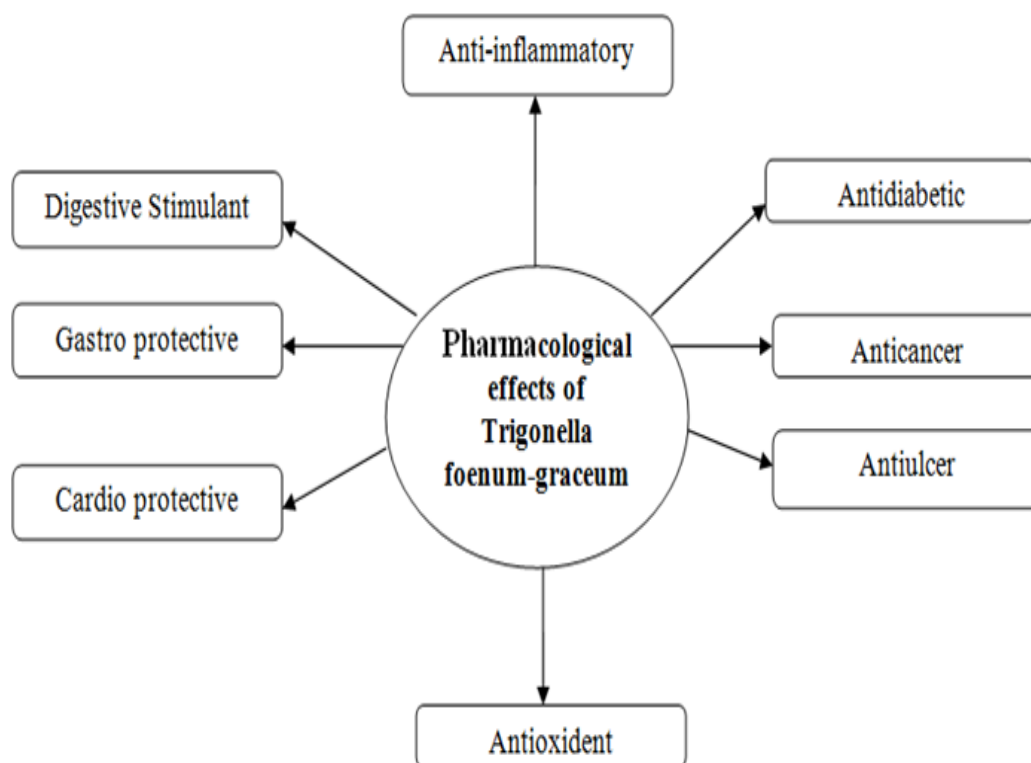 Anti-inflammatory
Digestive Stimulant
Antidiabetic
Gastro protective
Pharmacological
effects of
Trigonella
foenum-graceum
Anticancer
Cardio protective
Antiulcer
Antioxident